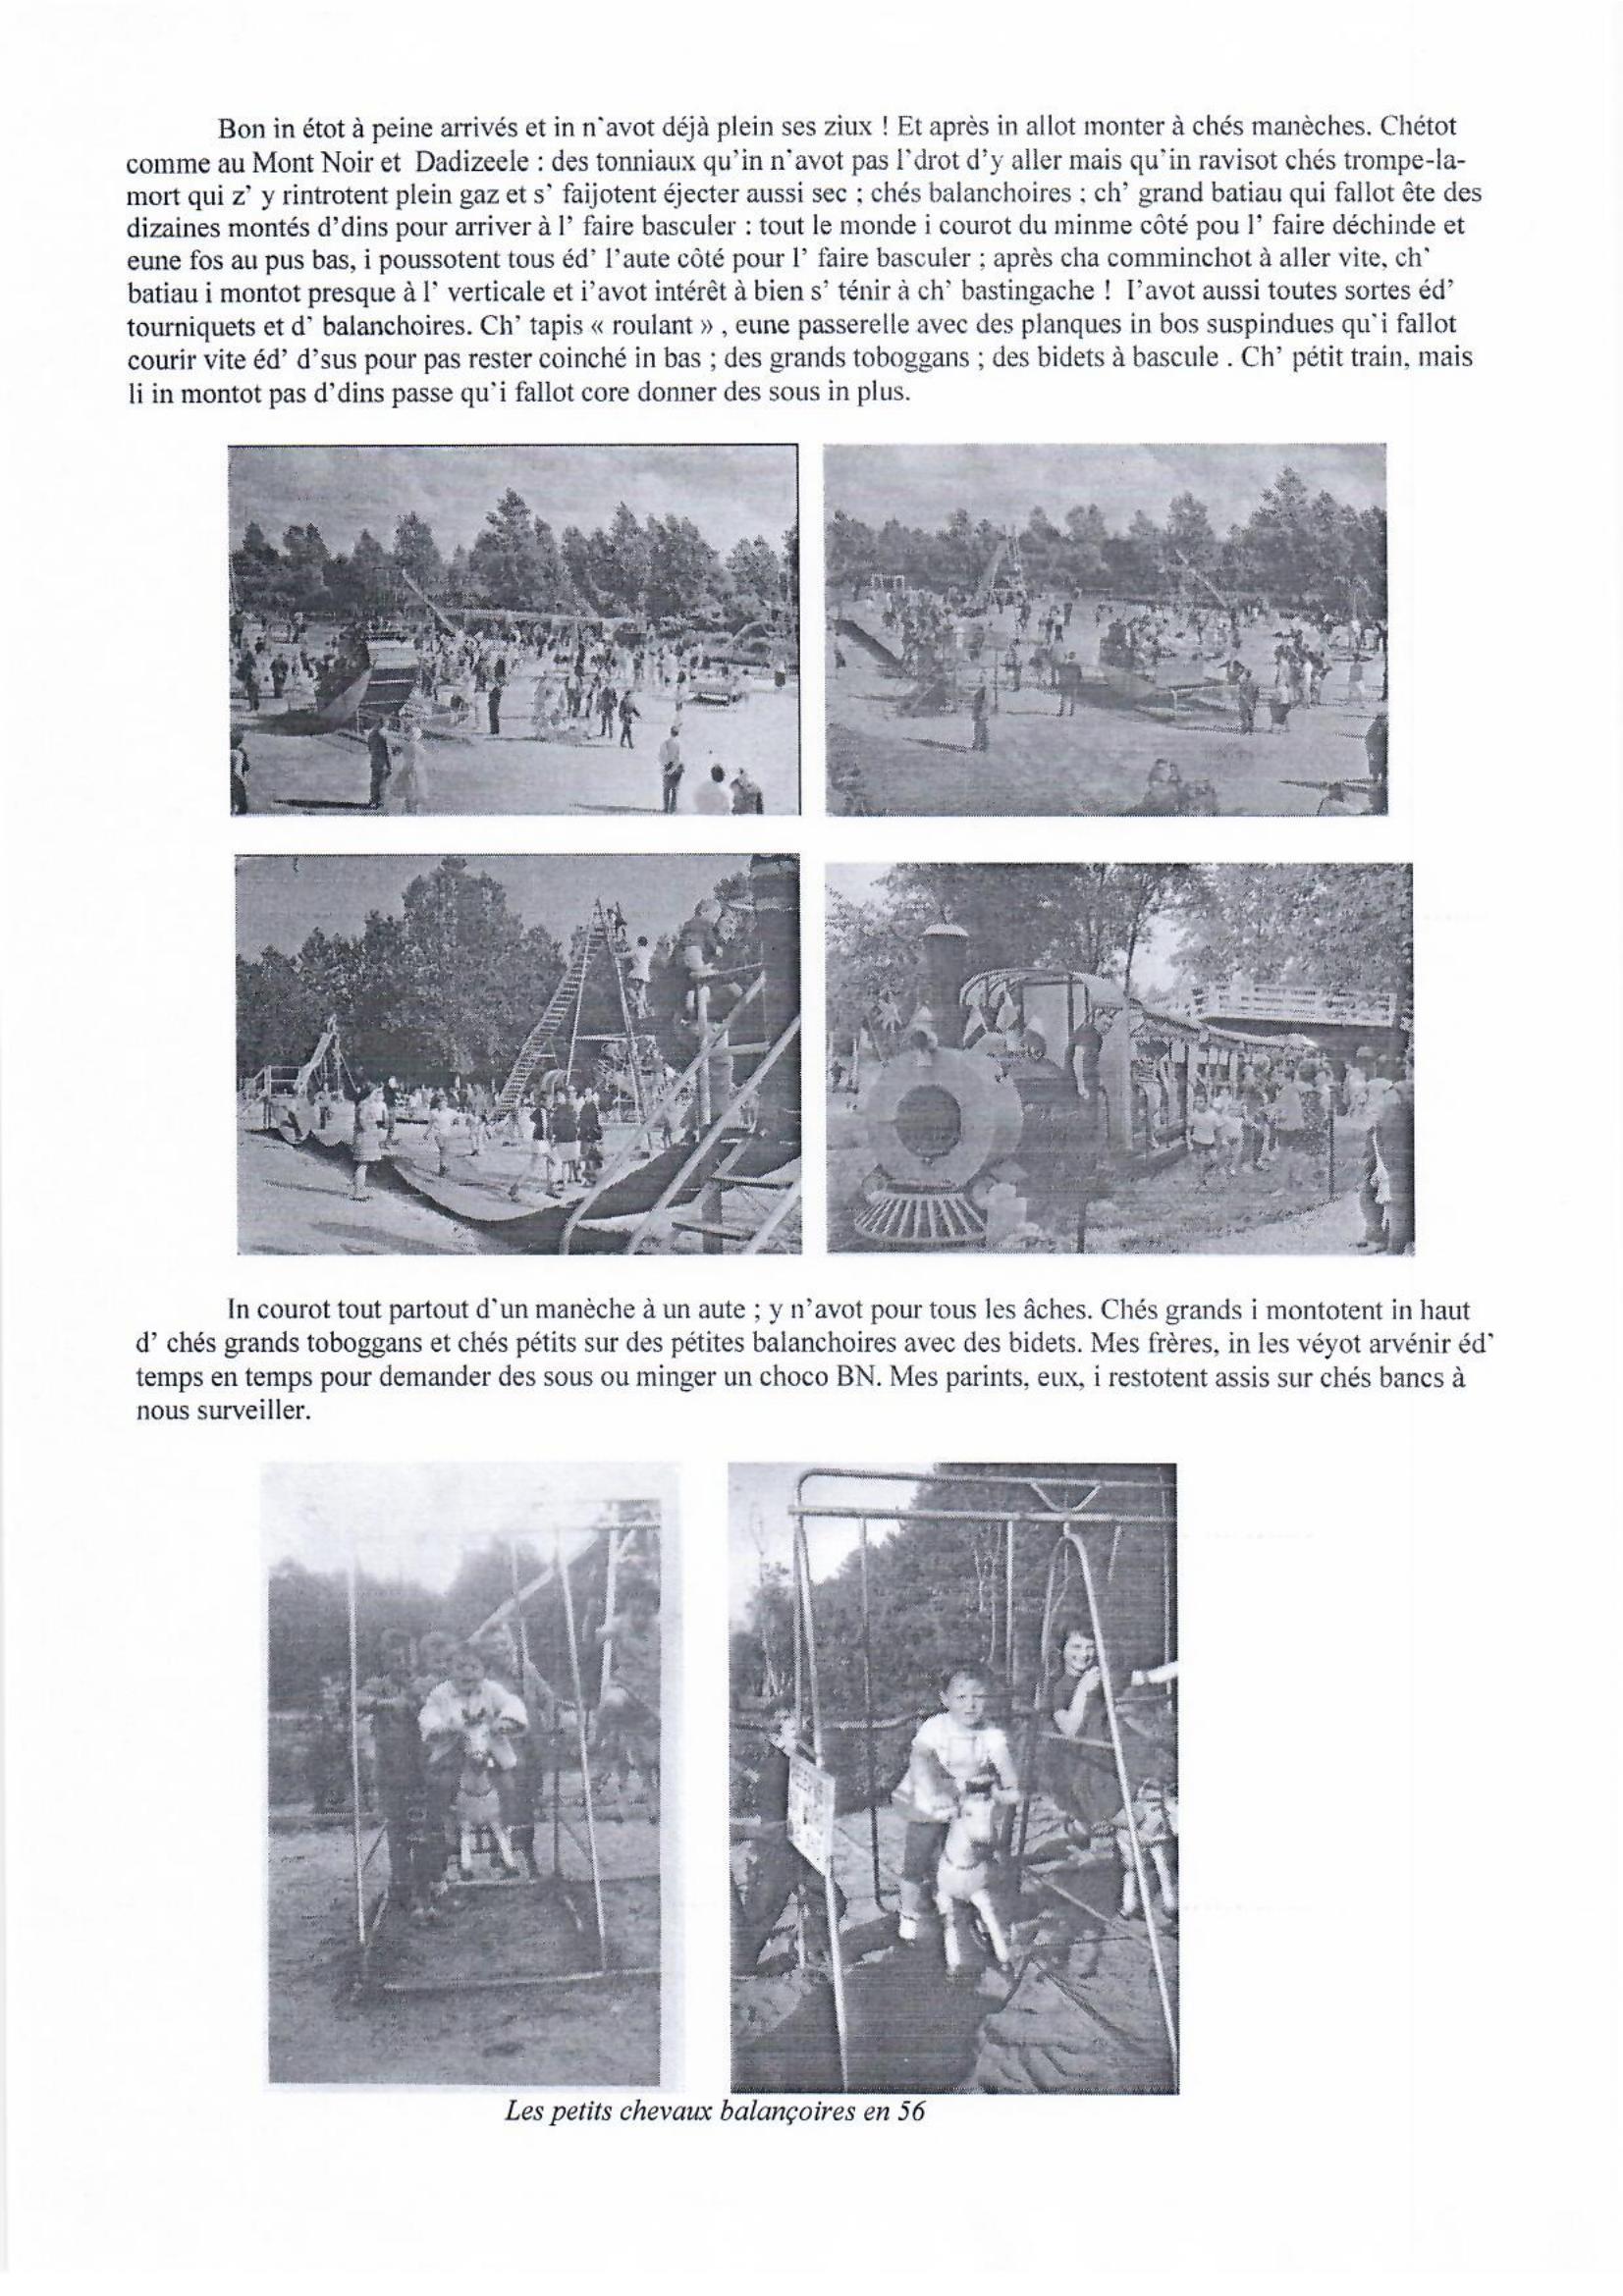 Bon in étot à peine arrivés et in n'avot déjà plein ses ziux ! Et après in allot monter à chés manèches. Chétot
comme au Mont Noir et Dadizeele : des tonniaux qu'in n'avot pas l'drot d'y aller mais qu'in ravisot chés trompe-la-
mort qui z' y rintrotent plein gaz et s' faijotent éjecter aussi sec ; chés balanchoires ; ch' grand batiau qui fallot ête des
dizaines montés d'dins pour arriver à l' faire basculer : tout le monde i courot du minme côté pou l' faire déchinde et
eune fos au pus bas, i poussotent tous éd' l'aute côté pour l' faire basculer ; après cha comminchot à aller vite, ch'
batiau i montot presque à l' verticale et i'avot intérêt à bien s' ténir à ch' bastingache ! I'avot aussi toutes sortes éd'
tourniquets et d' balanchoires. Ch' tapis « roulant » , eune passerelle avec des planques in bos suspindues qu'i fallot
courir vite éd' d'sus pour pas rester coinché in bas ; des grands toboggans ; des bidets à bascule . Ch' pétit train, mais
li in montot pas d'dins passe qu'i fallot core donner des sous in plus.
In courot tout partout d'un manèche à un aute ; y n'avot pour tous les âches. Chés grands i montotent in haut
d' chés grands toboggans et chés pétits sur des pétites balanchoires avec des bidets. Mes frères, in les véyot arvénir éd'
temps en temps pour demander des sous ou minger un choco BN. Mes parints, eux, i restotent assis sur chés bancs à
nous surveiller.
Les petits chevaux balançoires en 56